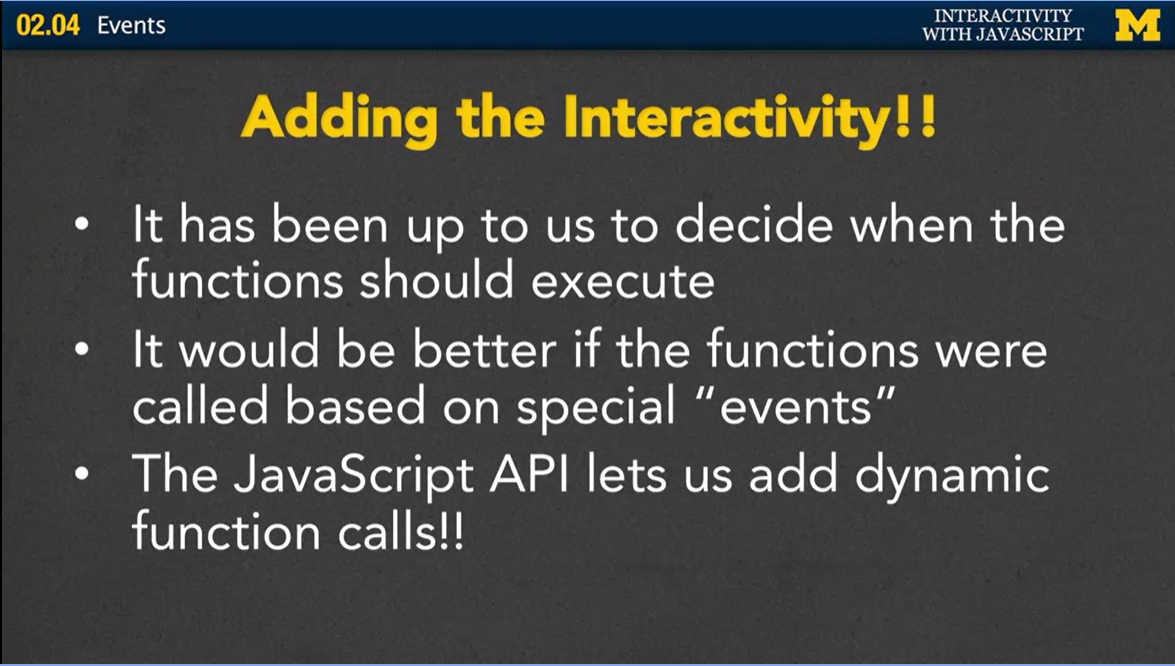 02.04 Events
INTERACTIVITY
WITH JAVASCRIPT
M
Adding the Interactivity!!
• It has been up to us to decide when the
functions should execute
• It would be better if the functions were
called based on special “events”
• The JavaScript API lets us add dynamic
function calls!!